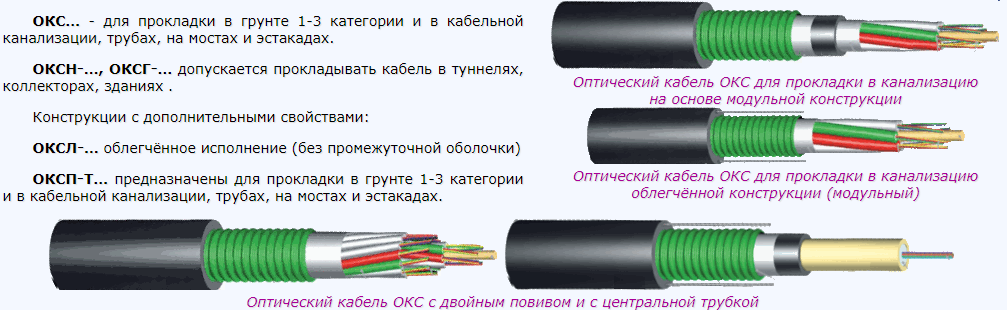 ОКС... - для прокладки в грунте 1-3 категории и в кабельной
канализации, трубах, на мостах и эстакадах.
ОКСН-..., ОКСГ-... допускается прокладывать кабель в туннелях,
коллекторах, зданиях .
Конструкции с дополнительными свойствами:
ОКСЛ-... облегчённое исполнение (без промежуточной оболочки)
ОКСП-Т... предназначены для прокладки в грунте 1-3 категории
и в кабельной канализации, трубах, на мостах и эстакадах.
Оптический кабель ОКС для прокладки в канализацию
на основе модульной конструкции
Оптический кабель ОКС для прокладки в канализацию
облегчённой конструкции (модульный)
Оптический кабель ОКС с двойным повивом и с центральной трубкой